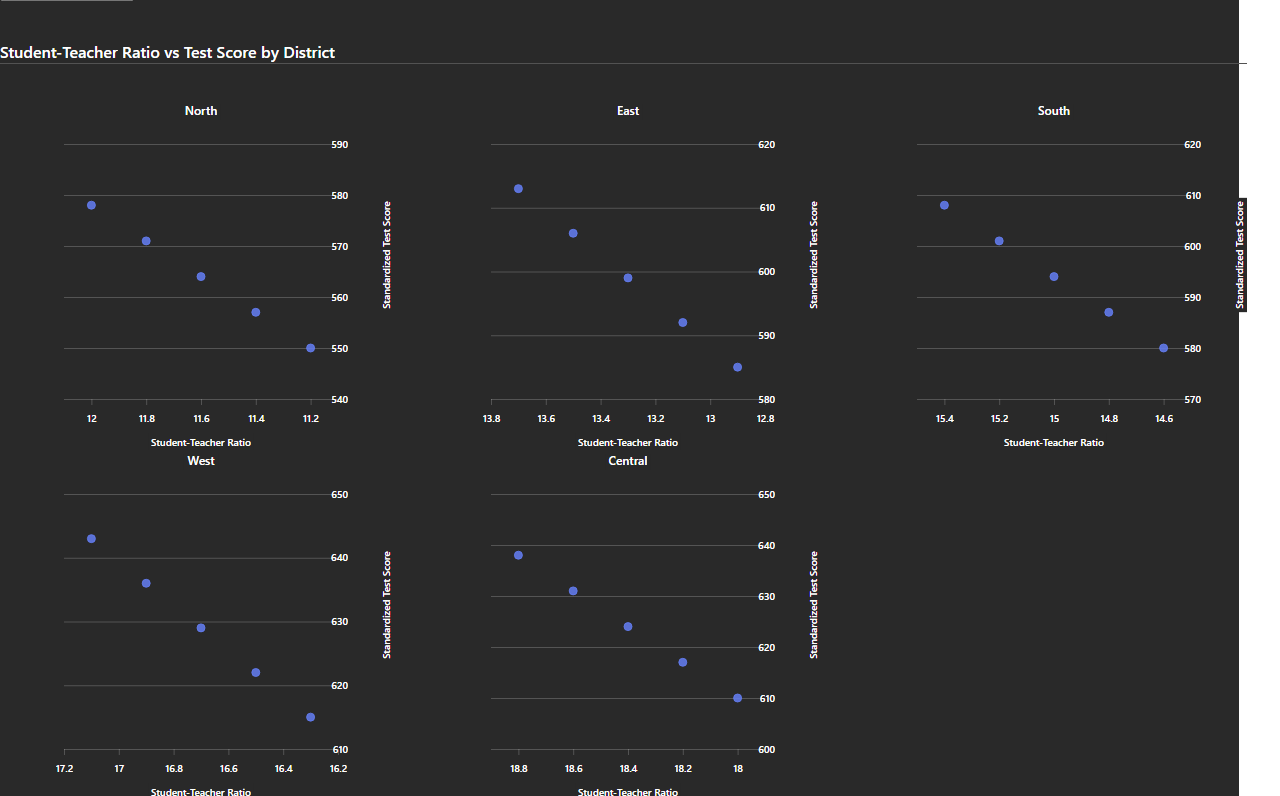 Student-Teacher Ratio vs Test Score by District
North
590
580
570
560
550
540
12 11.8 11.6 11.4 11.2
Student-Teacher Ratio
Standardized Test Score
East
620
610
600
590
580
13.8 13.6 13.4 13.2 13 12.8
Student-Teacher Ratio
Standardized Test Score
South
620
610
600
590
580
570
15.4 15.2 15 14.8 14.6
Student-Teacher Ratio
Standardized Test Score
West
650
640
630
620
610
17.2 17 16.8 16.6 16.4 16.2
Student-Teacher Ratio
Standardized Test Score
Central
650
640
630
620
610
600
18.8 18.6 18.4 18.2 18
Student-Teacher Ratio
Standardized Test Score